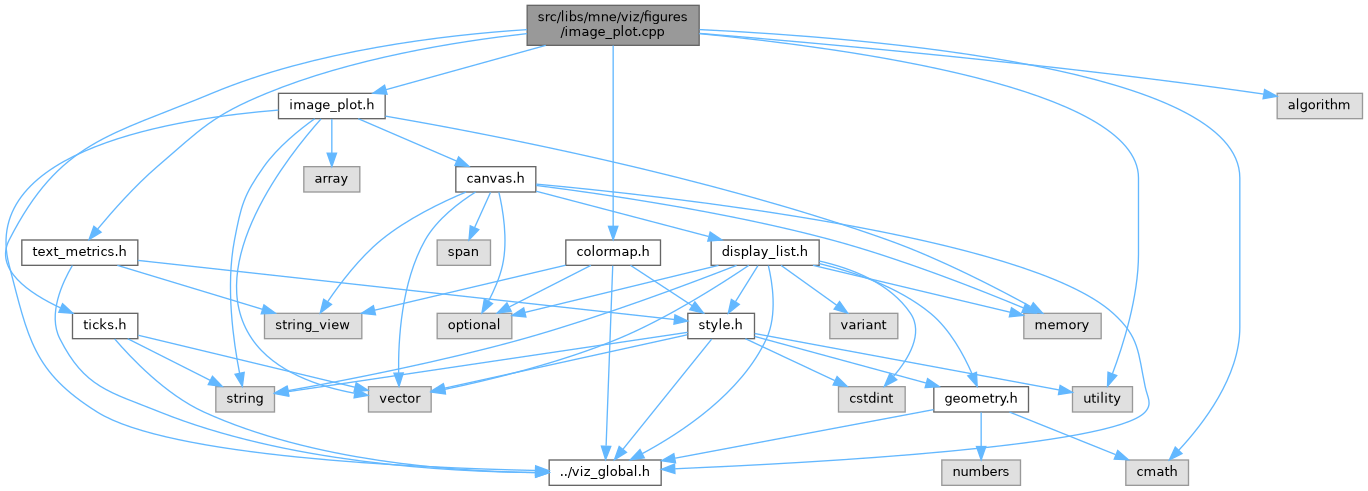 src/libs/mne/viz/figures
/image_plot.cpp
image_plot.h
algorithm
array
canvas.h
text_metrics.h
span
colormap.h
display_list.h
ticks.h
string_view
optional
style.h
variant
memory
string
vector
cstdint
geometry.h
utility
../viz_global.h
numbers
cmath